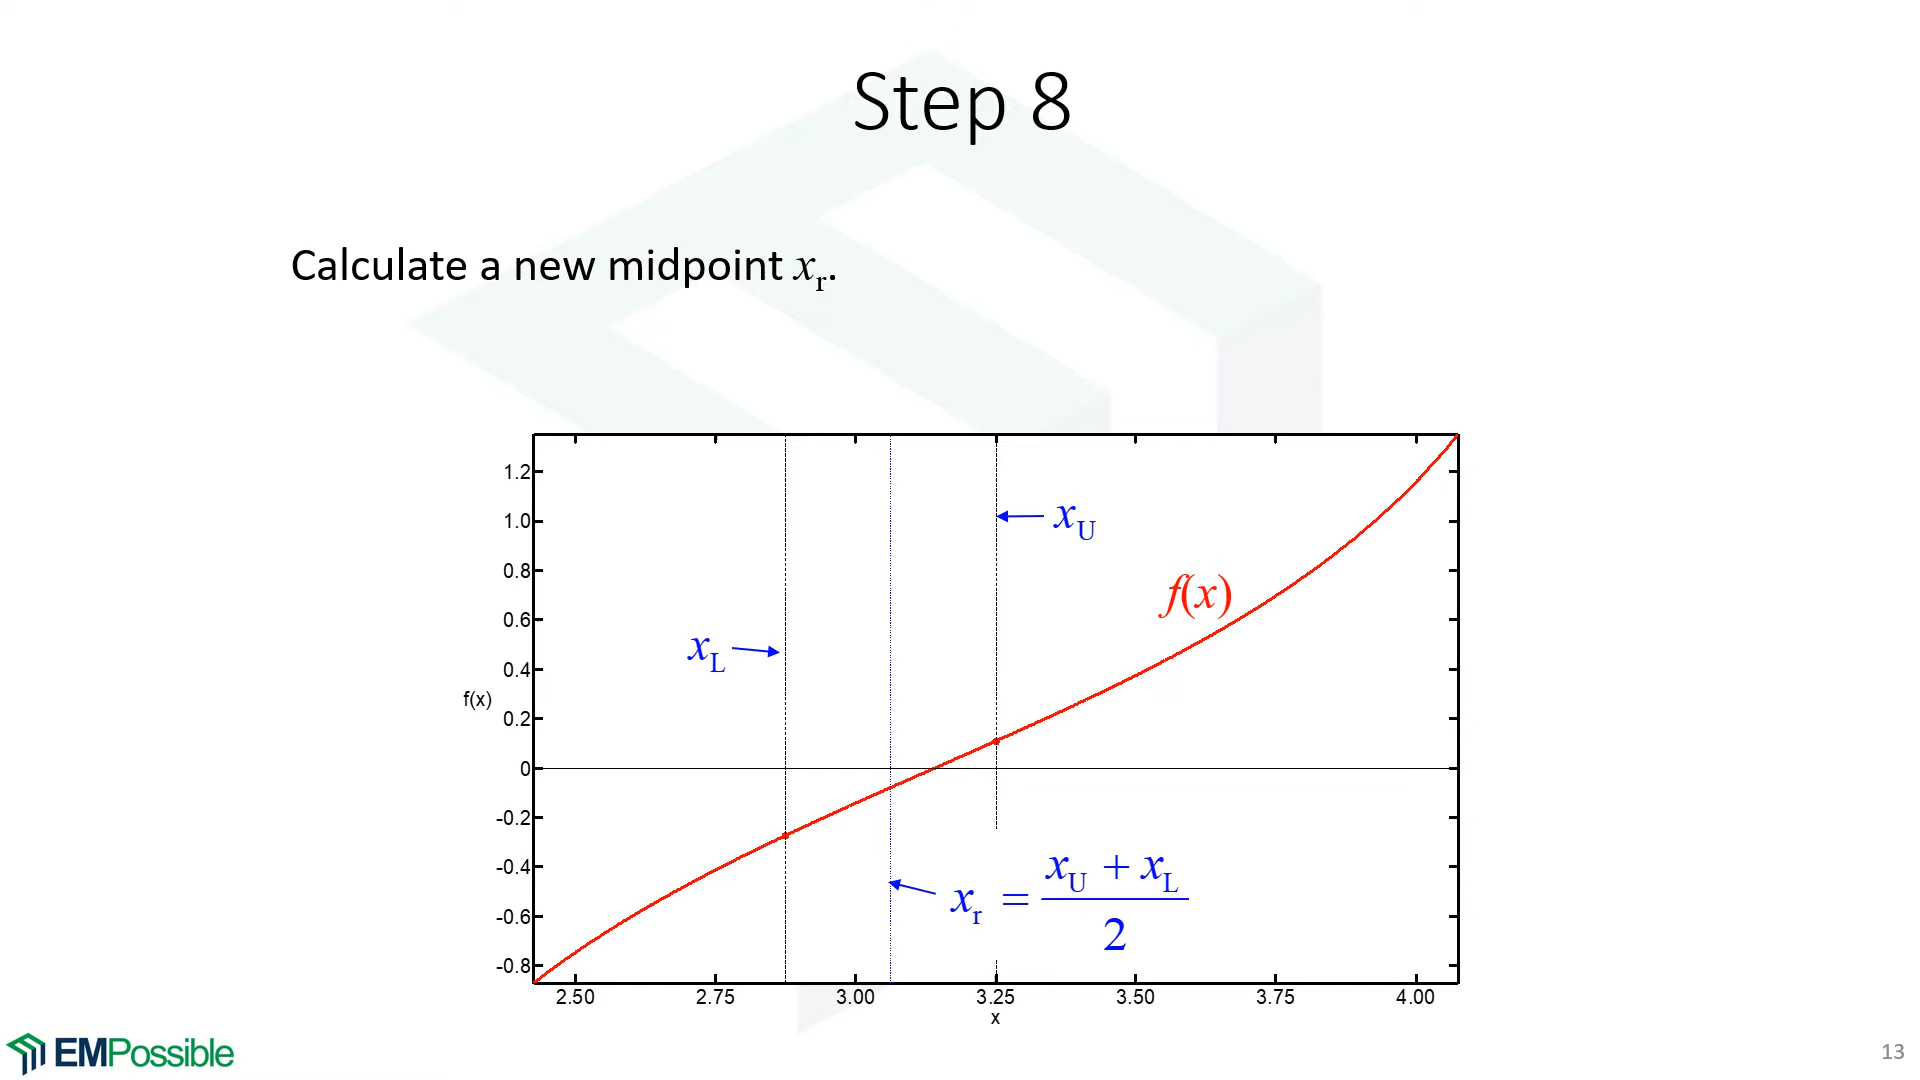 Step 8
Calculate a new midpoint xr.
1.2
1.0
0.8
0.6
0.4
0.2
0
-0.2
-0.4
-0.6
-0.8
f(x)
xU
f(x)
xL
xr = (xU + xL) / 2
2.50 2.75 3.00 3.25 3.50 3.75 4.00
x
EMPossible
13